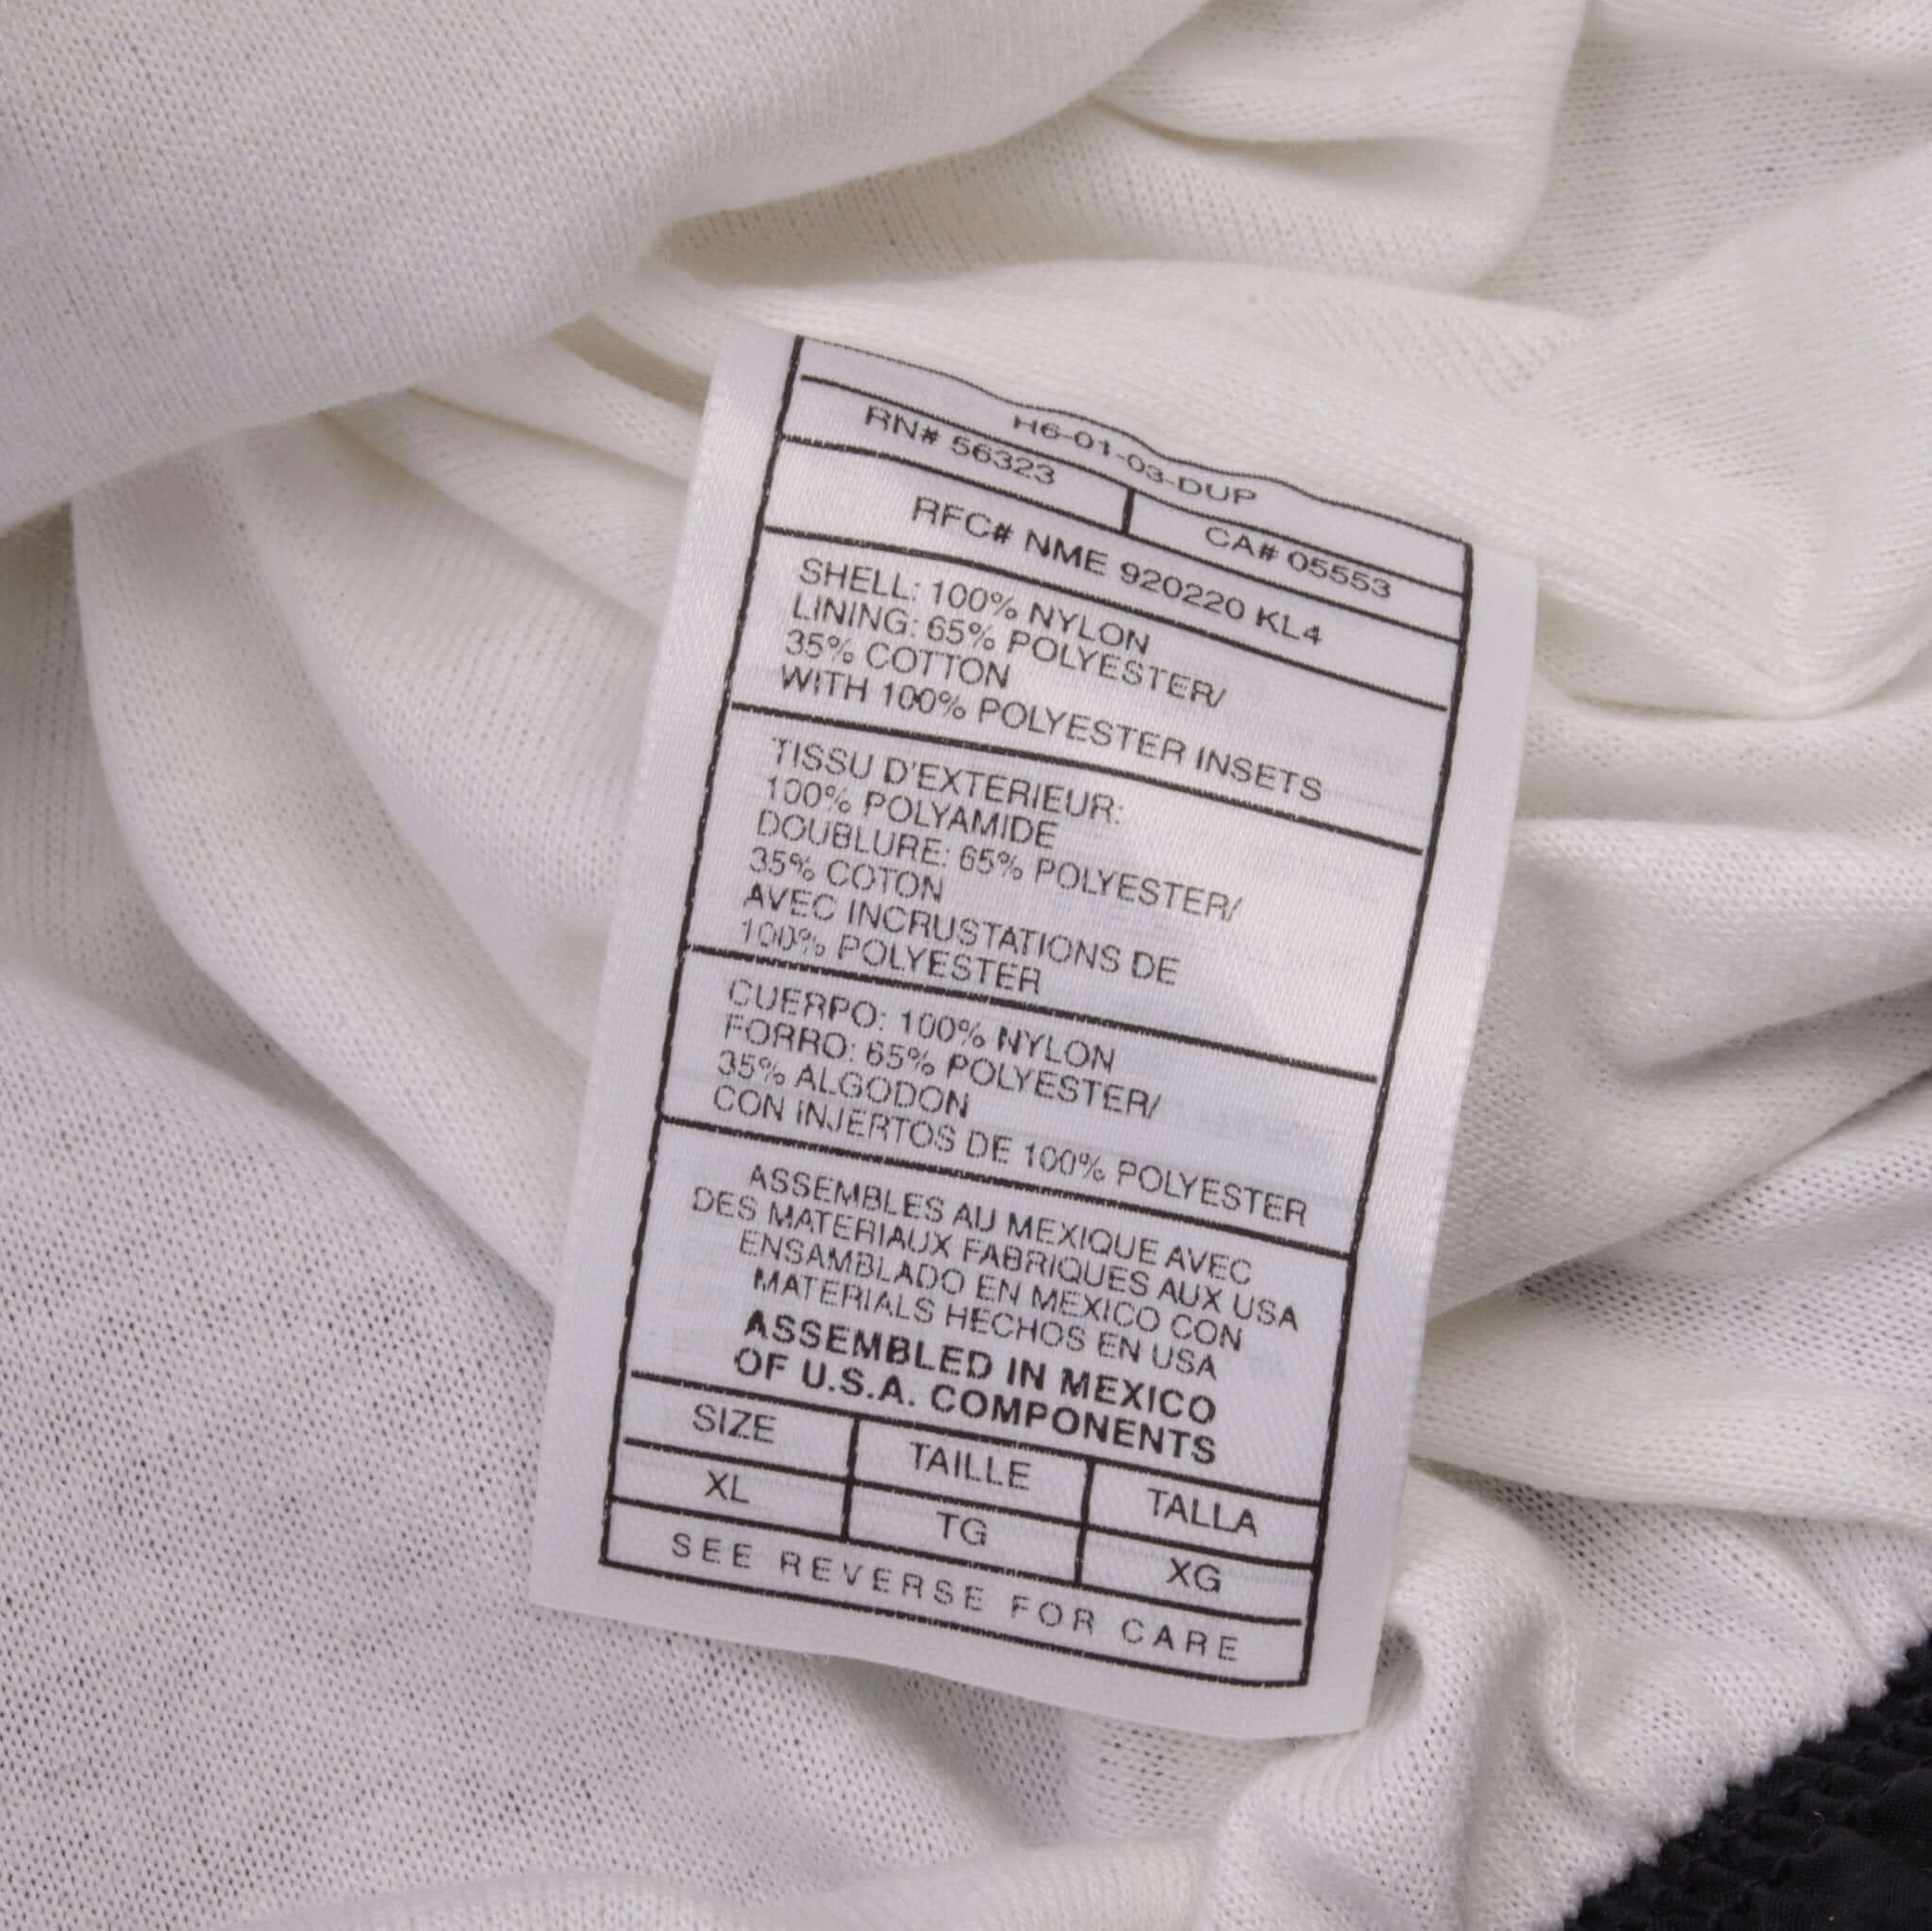 H6-01-03-DUP
RN# 56323
CA# 05553
RFC# NME 920220 KL4
SHELL: 100% NYLON
LINING: 65% POLYESTER/
35% COTTON
WITH 100% POLYESTER INSETS
TISSU D'EXTERIEUR:
100% POLYAMIDE
DOUBLURE: 65% POLYESTER/
35% COTON
AVEC INCRUSTATIONS DE
100% POLYESTER
CUERPO: 100% NYLON
FORRO: 65% POLYESTER/
35% ALGODON
CON INJERTOS DE 100% POLYESTER
ASSEMBLES AU MEXIQUE AVEC
DES MATERIAUX FABRIQUES AUX USA
ENSAMBLADO EN MEXICO CON
MATERIALS HECHOS EN USA
ASSEMBLED IN MEXICO
OF U.S.A. COMPONENTS
SIZE TAILLE TALLA
XL TG XG
SEE REVERSE FOR CARE